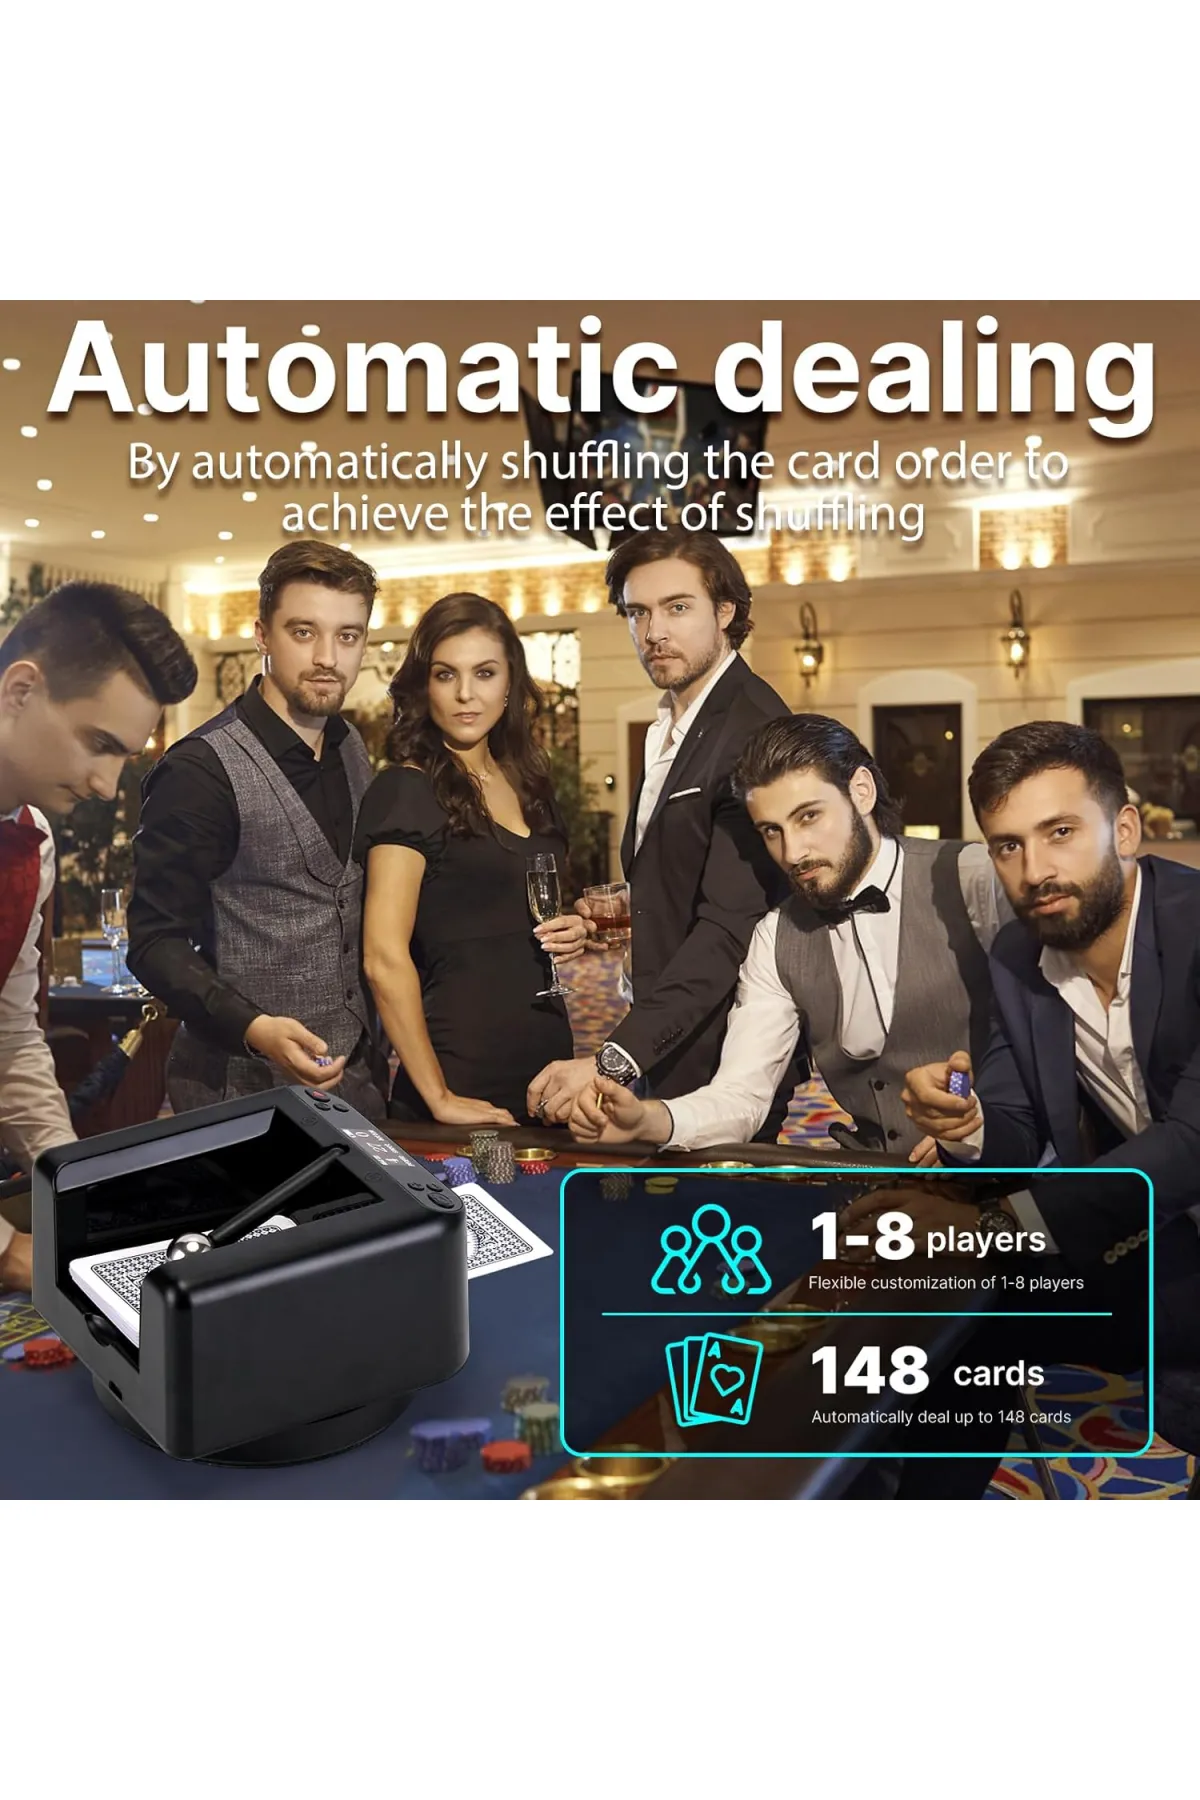 Automatic dealing
By automatically shuffling the card order to
achieve the effect of shuffling
1-8 players
Flexible customization of 1-8 players
148 cards
Automatically deal up to 148 cards